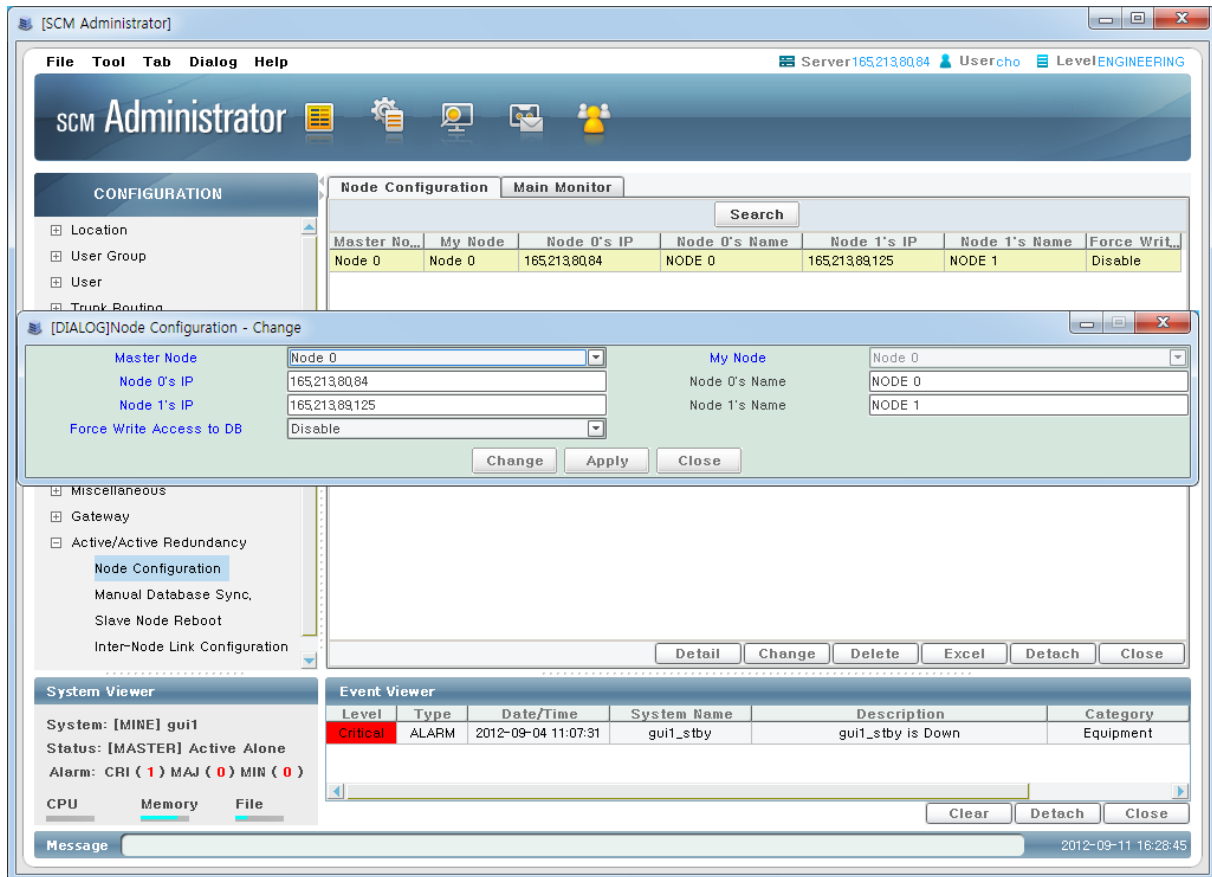 [SCM Administrator]
File Tool Tab Dialog Help
Server 165,213,80,84 User cho Level ENGINEERING
SCM Administrator
CONFIGURATION
Location
User Group
User
Trunk Routing
Node Configuration Main Monitor
Search
Master No... My Node Node 0's IP Node 0's Name Node 1's IP Node 1's Name Force Writ...
Node 0 Node 0 165,213,80,84 NODE 0 165,213,89,125 NODE 1 Disable
[DIALOG]Node Configuration - Change
Master Node Node 0 My Node Node 0
Node 0's IP 165,213,80,84 Node 0's Name NODE 0
Node 1's IP 165,213,89,125 Node 1's Name NODE 1
Force Write Access to DB Disable
Change Apply Close
Miscellaneous
Gateway
Active/Active Redundancy
Node Configuration
Manual Database Sync,
Slave Node Reboot
Inter-Node Link Configuration
Detail Change Delete Excel Detach Close
System Viewer
System: [MINE] gui1
Status: [MASTER] Active Alone
Alarm: CRI ( 1 ) MAJ ( 0 ) MIN ( 0 )
CPU Memory File
Event Viewer
Level Type Date/Time System Name Description Category
Critical ALARM 2012-09-04 11:07:31 gui1_stby gui1_stby is Down Equipment
Clear Detach Close
Message
2012-09-11 16:28:45